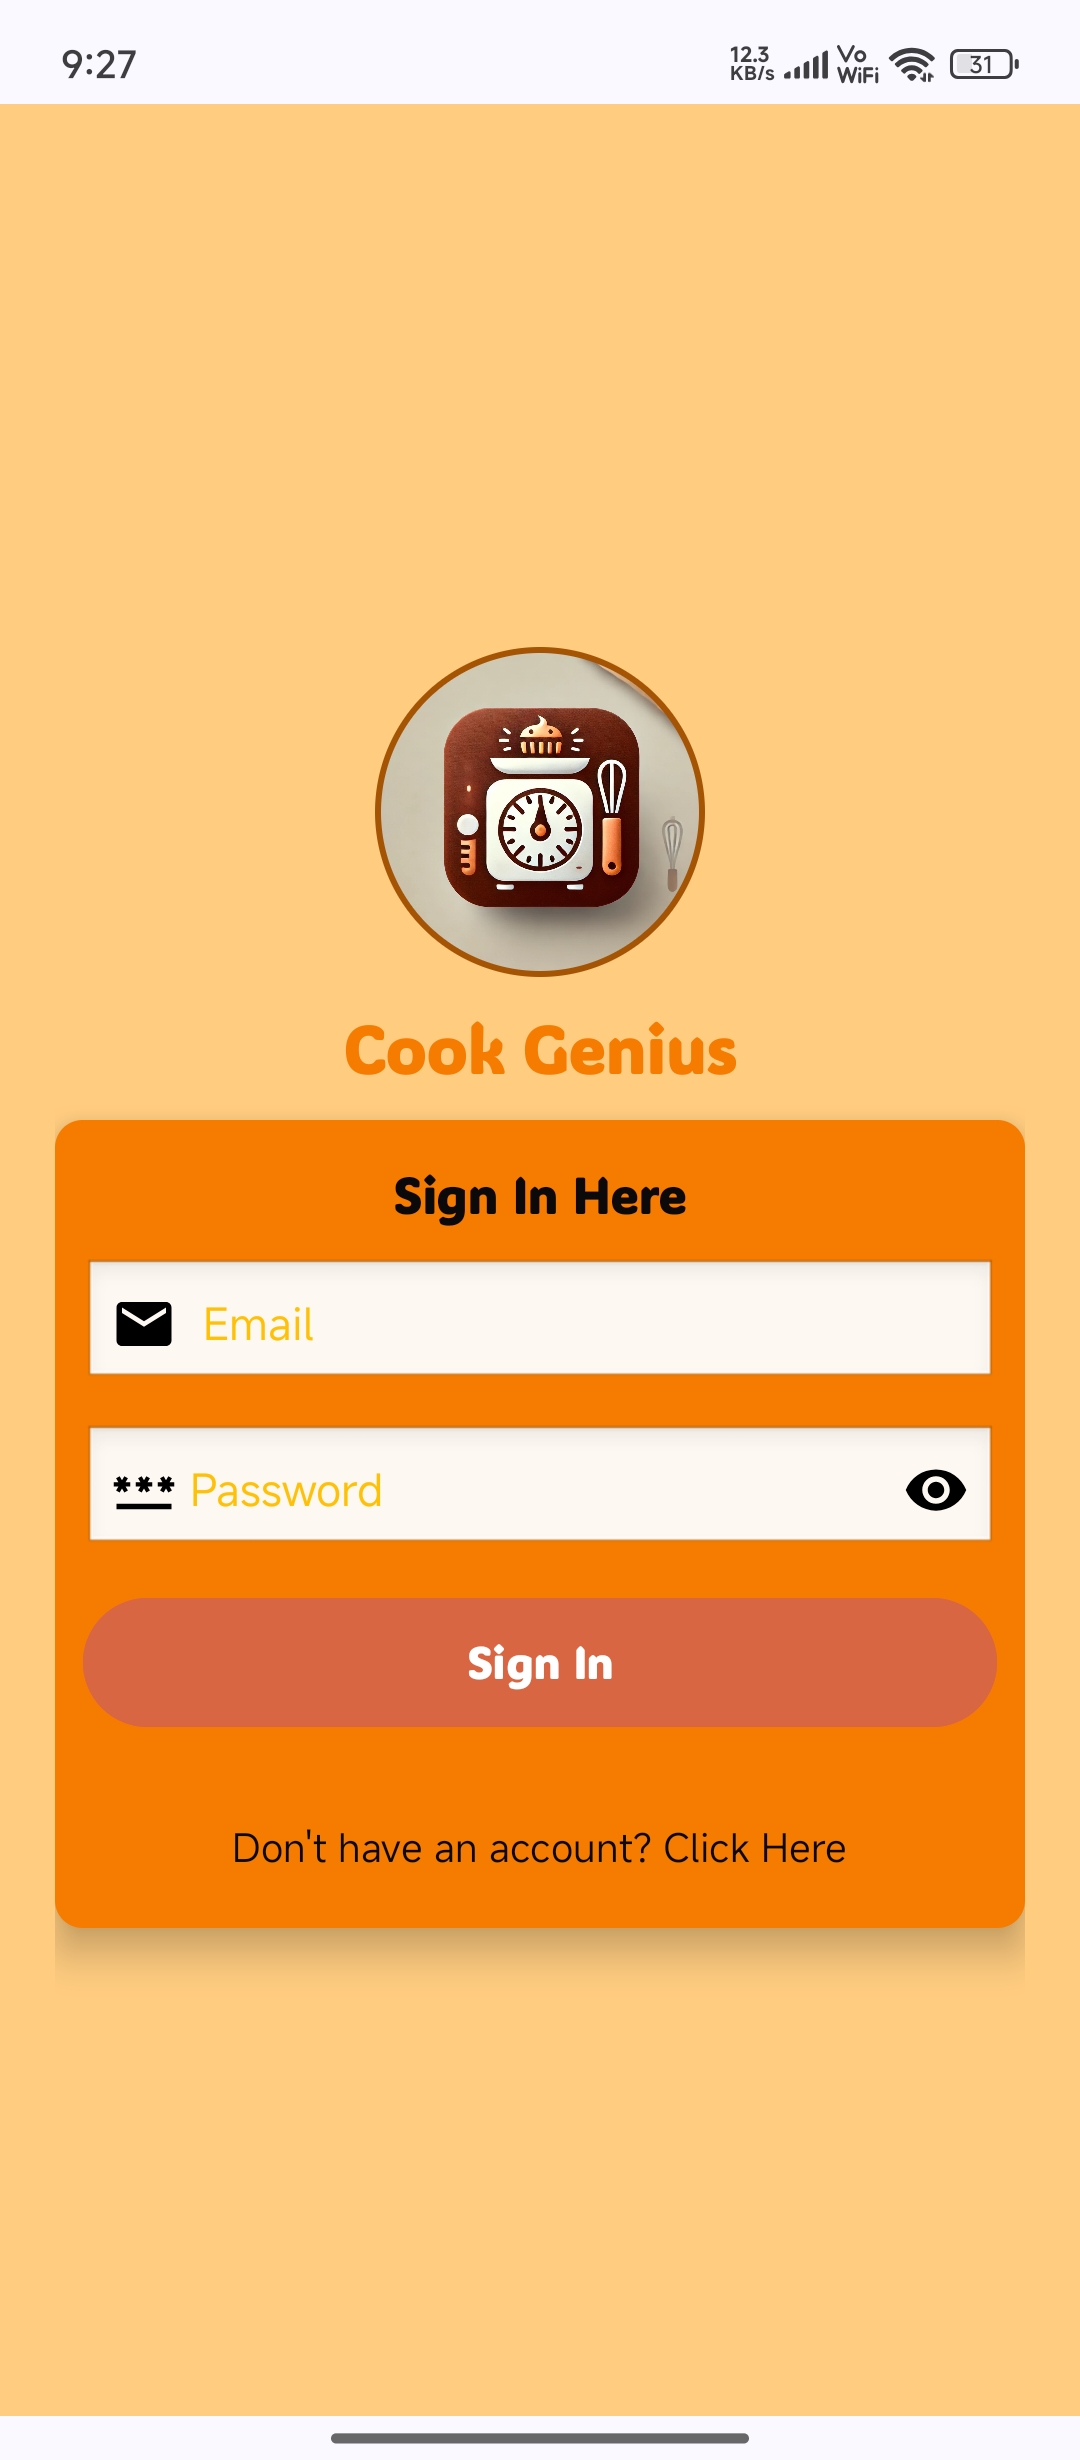 9:27 12.3 KB/s Vo WiFi 31
Cook Genius
Sign In Here
Email
*** Password
Sign In
Don't have an account? Click Here